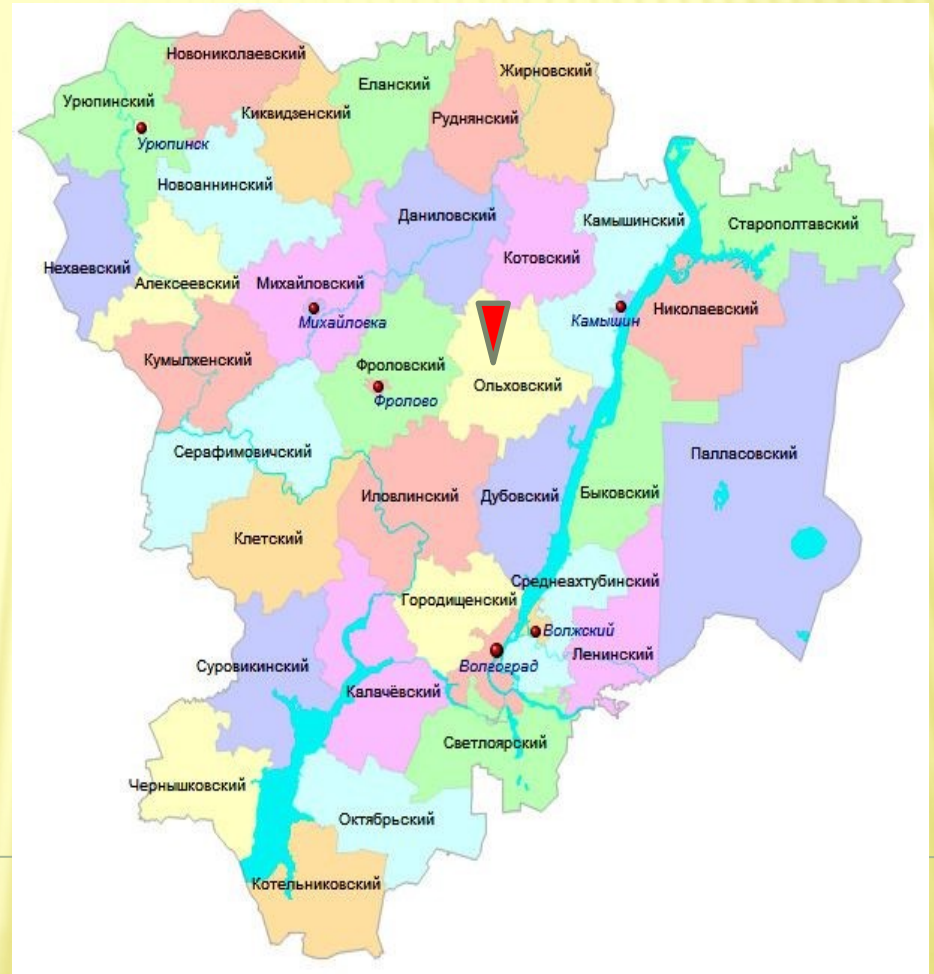 Новониколаевский
Жирновский
Еланский
Урюпинский
Киквидзенский
Руднянский
Урюпинск
Новоаннинский
Даниловский
Камышинский
Старополтавский
Котовский
Нехаевский
Алексеевский
Михайловский
Николаевский
Михайловка
Камышин
Кумылженский
Фроловский
Ольховский
Фролово
Серафимовичский
Палласовский
Иловлинский
Дубовский
Быковский
Клетский
Среднеахтубинский
Городищенский
Волжский
Ленинский
Суровикинский
Волгоград
Калачёвский
Светлоярский
Чернышковский
Октябрьский
Котельниковский